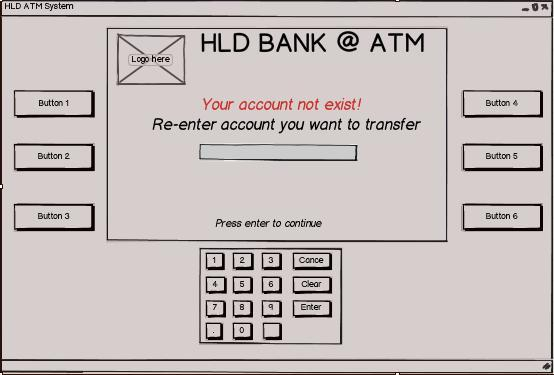 HLD ATM System
Logo here
HLD BANK @ ATM
Your account not exist!
Re-enter account you want to transfer
Press enter to continue
Button 1
Button 2
Button 3
Button 4
Button 5
Button 6
1 2 3 Cance
4 5 6 Clear
7 8 9 Enter
. 0